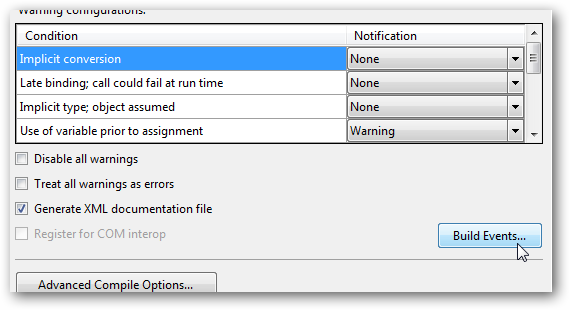 Warning configurations:
Condition Notification
Implicit conversion None
Late binding; call could fail at run time None
Implicit type; object assumed None
Use of variable prior to assignment Warning
Disable all warnings
Treat all warnings as errors
Generate XML documentation file
Register for COM interop
Build Events...
Advanced Compile Options...